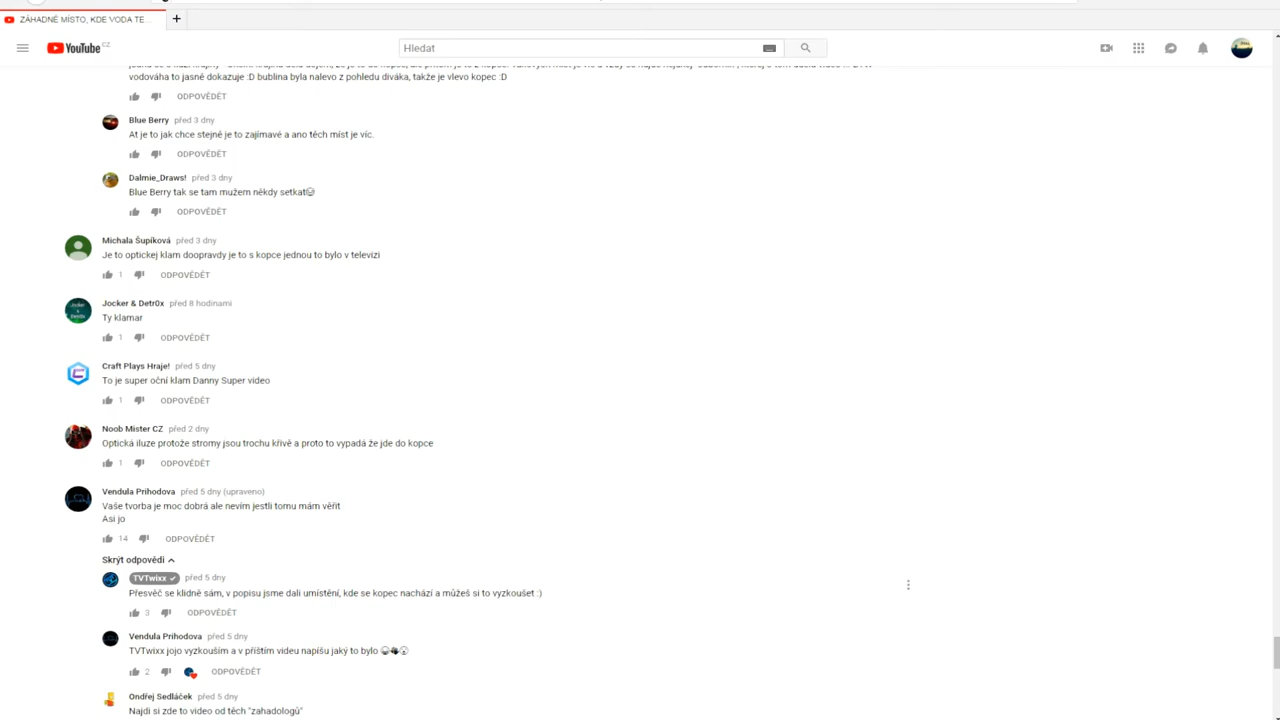 ZÁHADNÉ MÍSTO, KDE VODA TE...
YouTube CZ
Hledat
vodováha to jasné dokazuje :D bublina byla nalevo z pohledu diváka, takže je vlevo kopec :D
ODPOVĚDĚT
Blue Berry před 3 dny
At je to jak chce stejně je to zajímavé a ano těch míst je víc.
ODPOVĚDĚT
Dalmie_Draws! před 3 dny
Blue Berry tak se tam mužem někdy setkat
ODPOVĚDĚT
Michala Šupíková před 3 dny
Je to optickej klam doopravdy je to s kopce jednou to bylo v televizi
1 ODPOVĚDĚT
Jocker & Detr0x před 8 hodinami
Ty klamar
1 ODPOVĚDĚT
Craft Plays Hraje! před 5 dny
To je super oční klam Danny Super video
1 ODPOVĚDĚT
Noob Mister CZ před 2 dny
Optická iluze protože stromy jsou trochu křivě a proto to vypadá že jde do kopce
1 ODPOVĚDĚT
Vendula Prihodova před 5 dny (upraveno)
Vaše tvorba je moc dobrá ale nevím jestli tomu mám věřit
Asi jo
14 ODPOVĚDĚT
Skrýt odpovědi
TVTwixx před 5 dny
Přesvěč se klidně sám, v popisu jsme dali umístění, kde se kopec nachází a můžeš si to vyzkoušet :)
3 ODPOVĚDĚT
Vendula Prihodova před 5 dny
TVTwixx jojo vyzkouším a v příštím videu napíšu jaký to bylo
2 ODPOVĚDĚT
Ondřej Sedláček před 5 dny
Najdi si zde to video od těch "zahadologů"